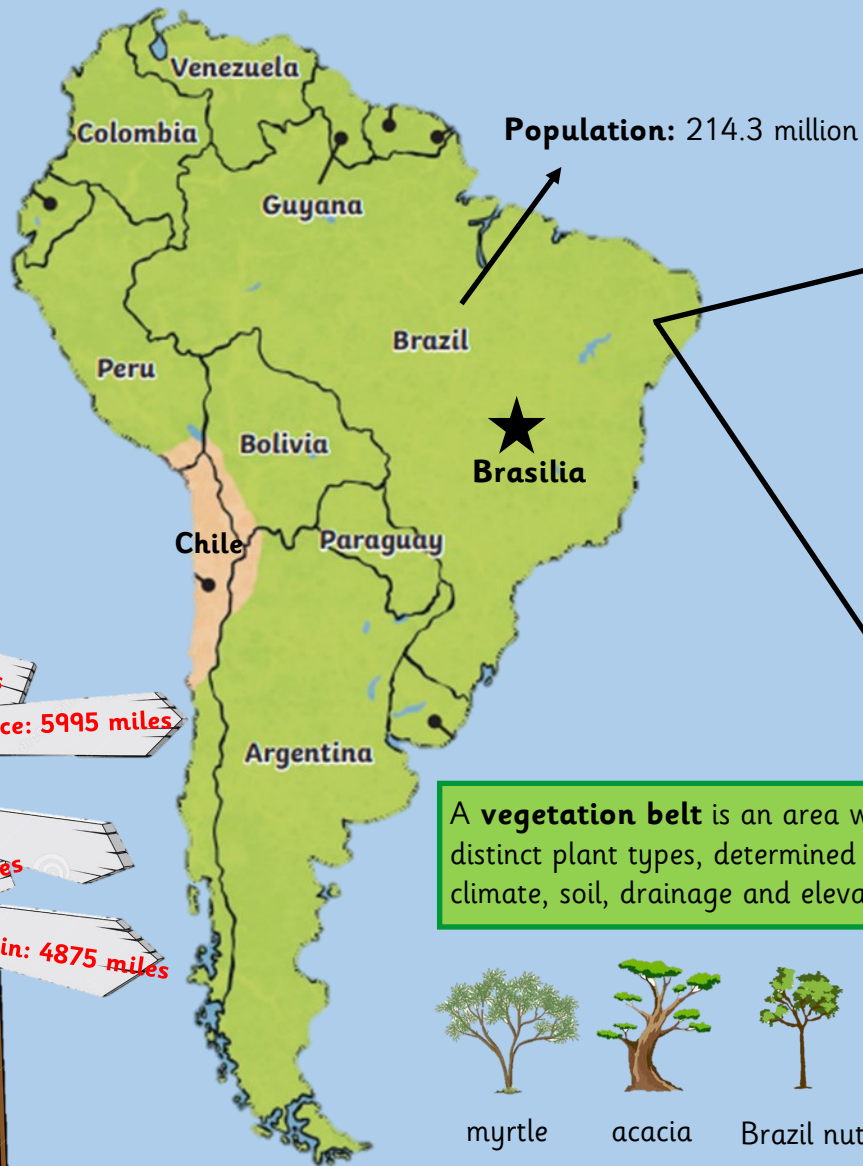 Venezuela
Colombia
Population: 214.3 million
Guyana
Brazil
Peru
Bolivia
Brasilia
Chile
Paraguay
ce: 5995 miles
Argentina
A vegetation belt is an area w
distinct plant types, determined
climate, soil, drainage and eleva
es
in: 4875 miles
myrtle
acacia
Brazil nut